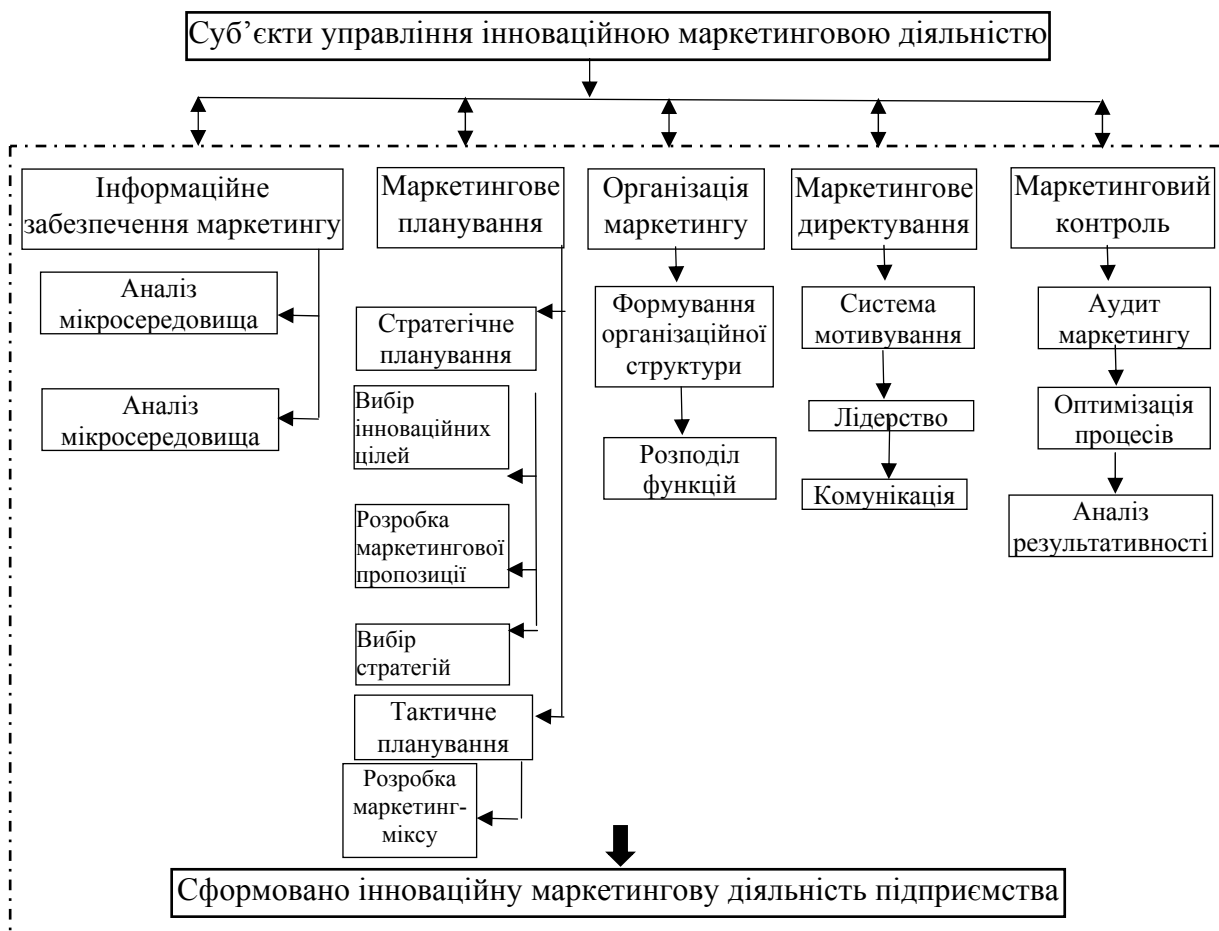 Суб’єкти управління інноваційною маркетинговою діяльністю
Інформаційне
забезпечення маркетингу
Аналіз
мікросередовища
Аналіз
мікросередовища
Маркетингове
планування
Стратегічне
планування
Вибір
інноваційних
цілей
Розробка
маркетингової
пропозиції
Вибір
стратегій
Тактичне
планування
Розробка
маркетинг-
міксу
Організація
маркетингу
Формування
організаційної
структури
Розподіл
функцій
Маркетингове
директування
Система
мотивування
Лідерство
Комунікація
Маркетинговий
контроль
Аудит
маркетингу
Оптимізація
процесів
Аналіз
результативності
Сформовано інноваційну маркетингову діяльність підприємства